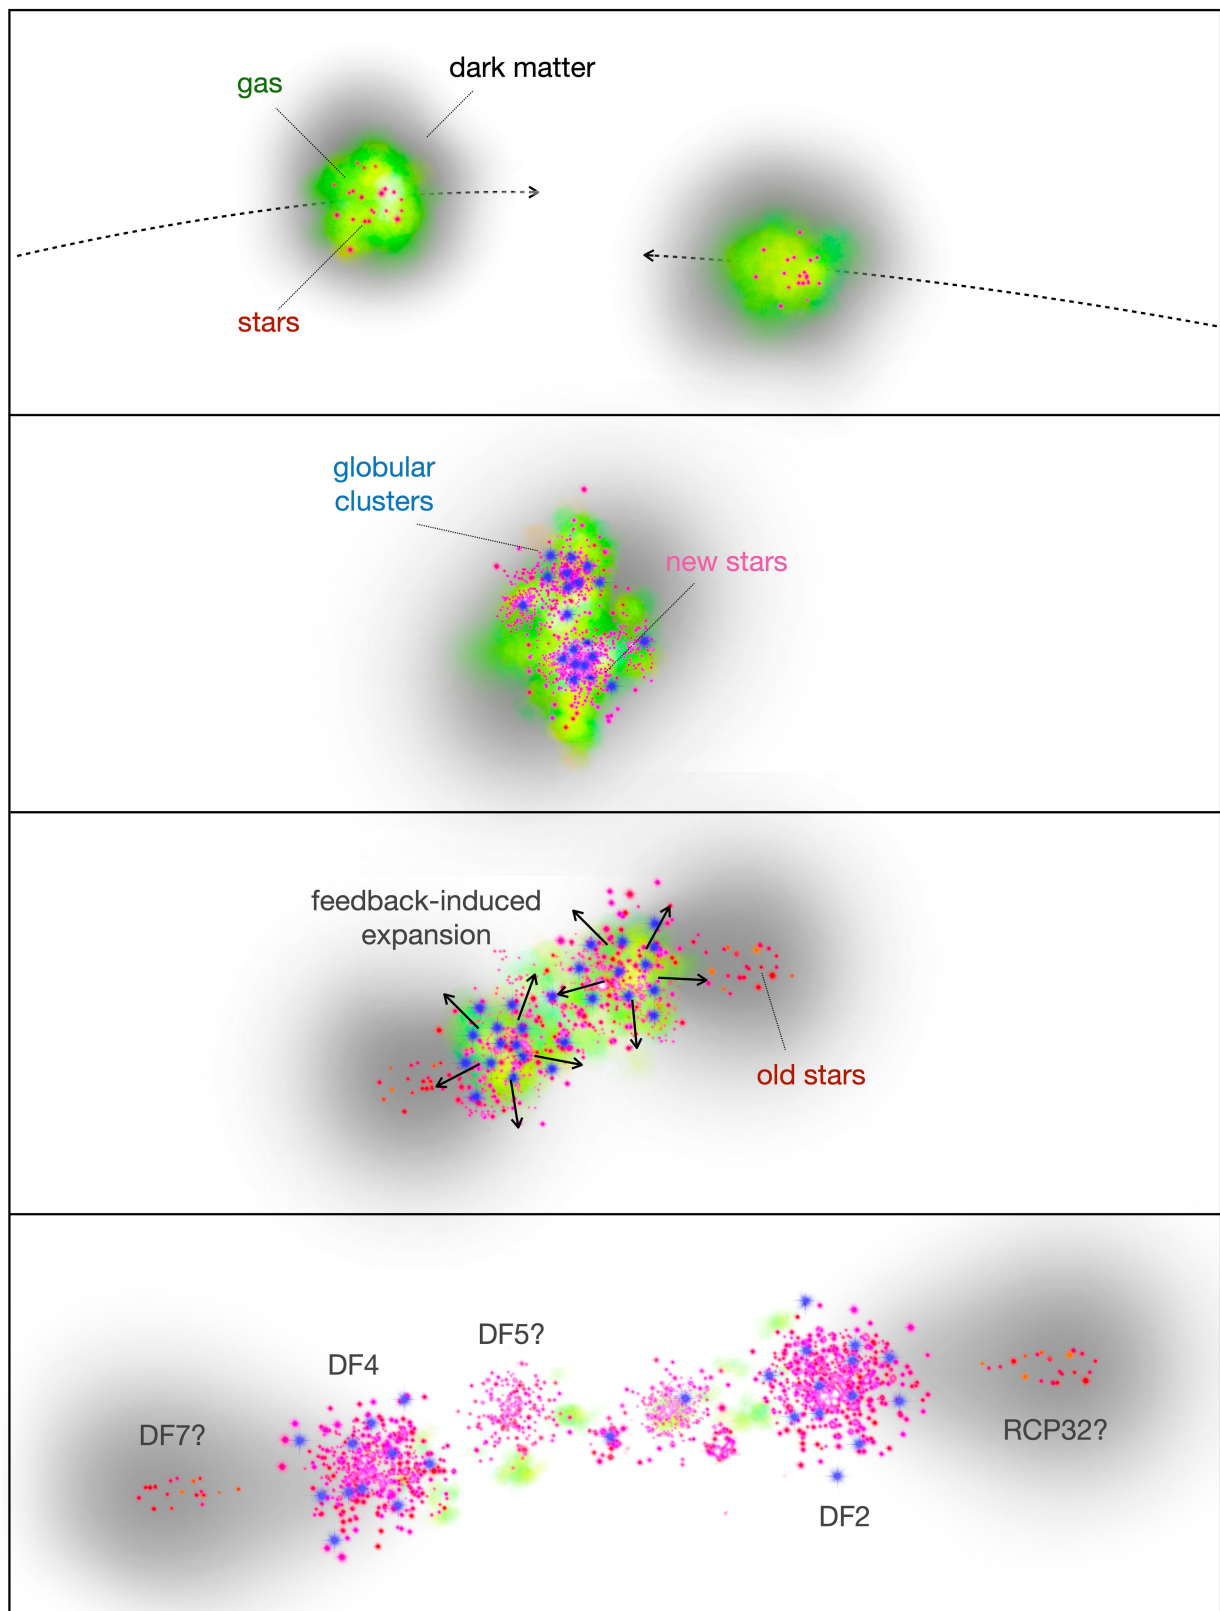 dark matter
gas
stars
globular
clusters
new stars
feedback-induced
expansion
old stars
DF5?
DF4
DF7?
RCP32?
DF2